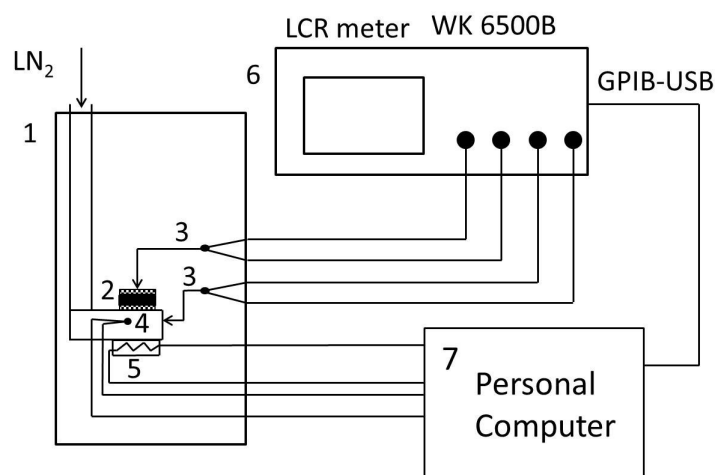 LCR meter WK 6500B
LN2
6
GPIB-USB
1
3
3
2
4
5
7
Personal
Computer